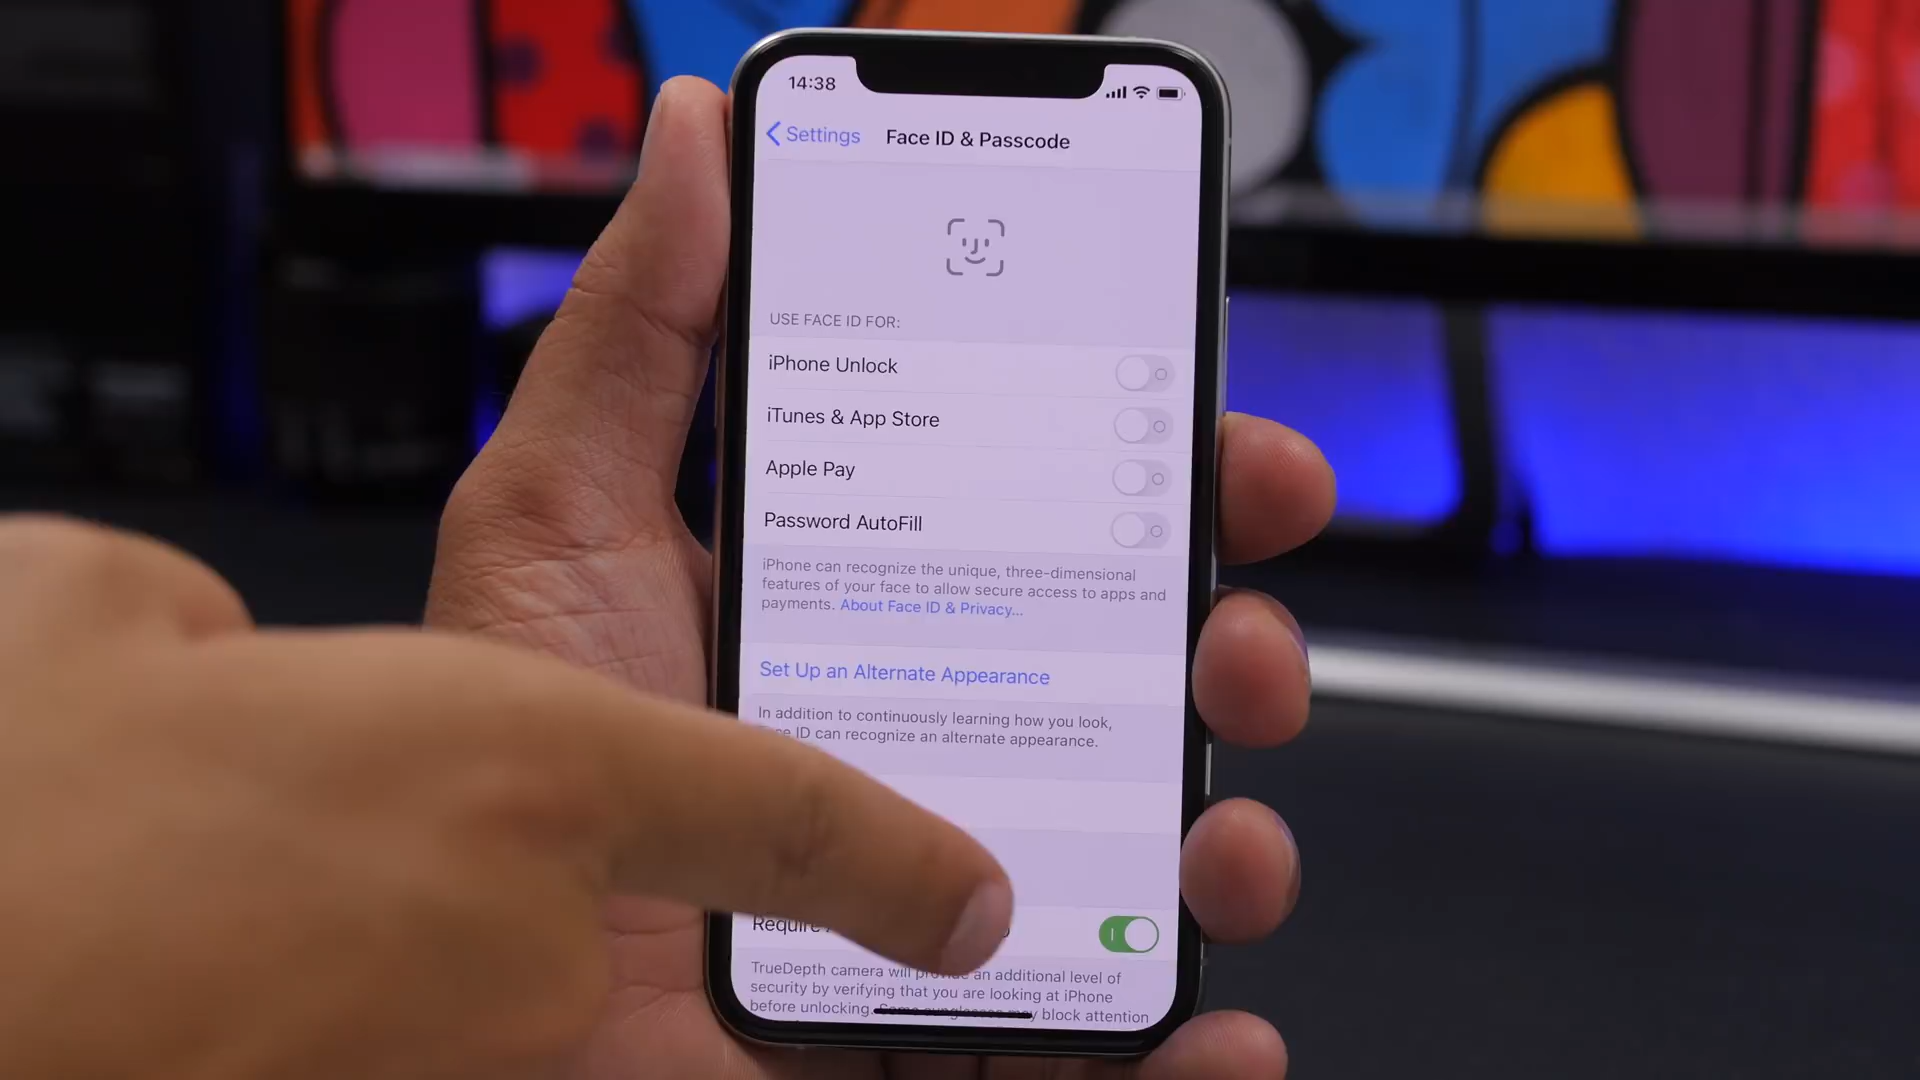 14:38
Settings
Face ID & Passcode
USE FACE ID FOR:
iPhone Unlock
iTunes & App Store
Apple Pay
Password AutoFill
iPhone can recognize the unique, three-dimensional
features of your face to allow secure access to apps and
payments. About Face ID & Privacy...
Set Up an Alternate Appearance
In addition to continuously learning how you look,
ID can recognize an alternate appearance.
Require
TrueDepth camera will provide an additional level of
security by verifying that you are looking at iPhone
before unlocking. Some sunglasses may block attention